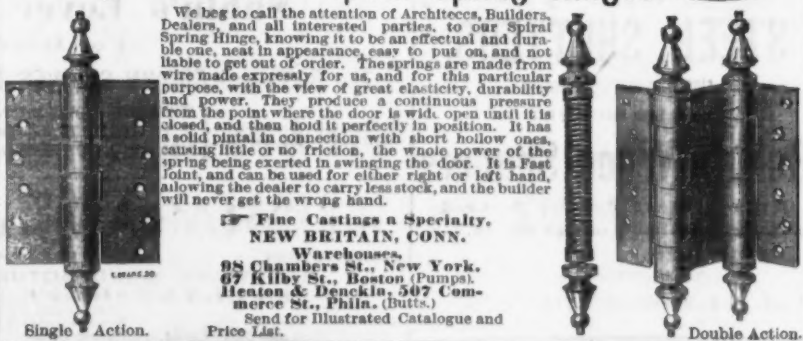 We beg to call the attention of Architeccs, Builders,
Dealers, and all interested parties, to our Spiral
Spring Hinge, knowing it to be an effectual and dura-
ble one, neat in appearance, easy to put on, and not
liable to get out of order. The springs are made from
wire made expressly for us, and for this particular
purpose, with the view of great elasticity, durability
and power. They produce a continuous pressure
from the point where the door is wide open until it is
closed, and then hold it perfectly in position. It has
a solid pintal in connection with short hollow ones,
causing little or no friction, the whole power of the
spring being exerted in swinging the door. It is Fast
Joint, and can be used for either right or left hand,
allowing the dealer to carry less stock, and the builder
will never get the wrong hand.
☞ Fine Castings a Specialty.
NEW BRITAIN, CONN.
Warehouses.
98 Chambers St., New York.
67 Kilby St., Boston (Pumps).
Heaton & Denckla, 507 Com-
merce St., Phila. (Butts.)
Send for Illustrated Catalogue and
Price List.
Single Action.
Double Action.